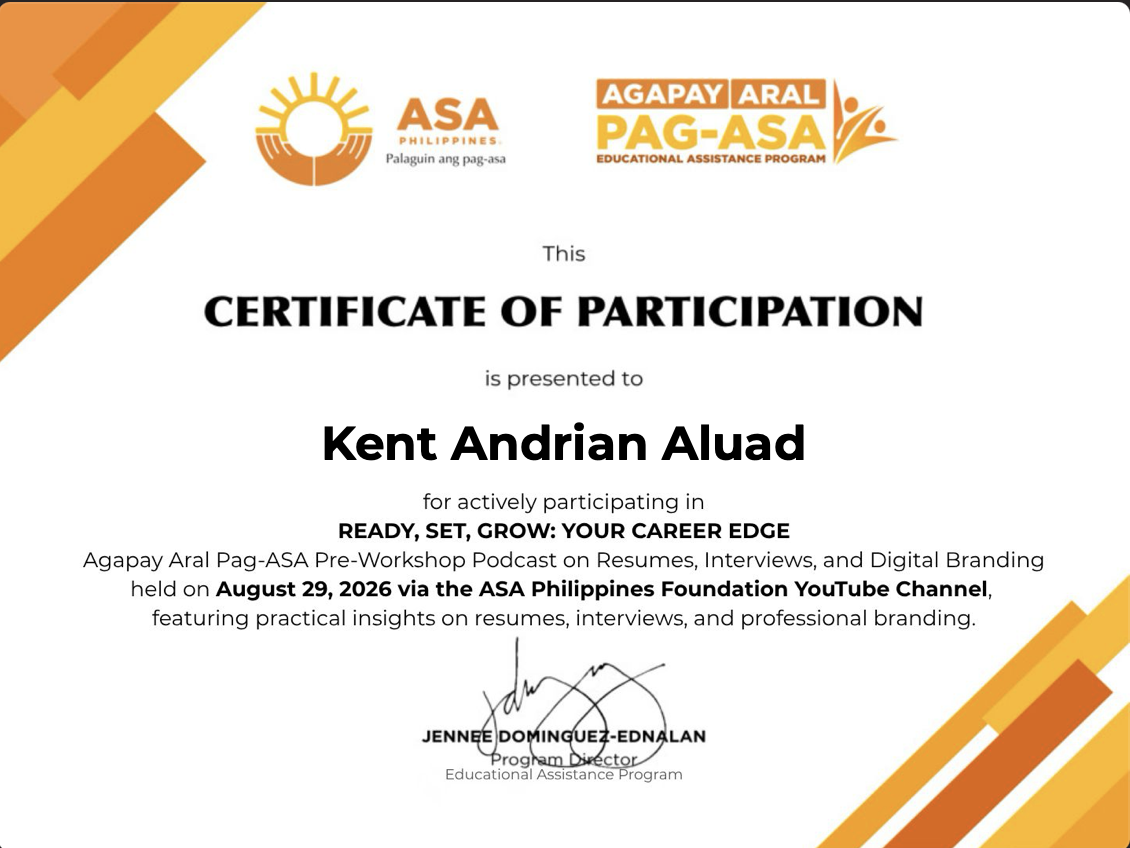 ASA
PHILIPPINES.
Palaguin ang pag-asa
AGAPAY ARAL
PAG-ASA
EDUCATIONAL ASSISTANCE PROGRAM
This
CERTIFICATE OF PARTICIPATION
is presented to
Kent Andrian Aluad
for actively participating in
READY, SET, GROW: YOUR CAREER EDGE
Agapay Aral Pag-ASA Pre-Workshop Podcast on Resumes, Interviews, and Digital Branding
held on August 29, 2026 via the ASA Philippines Foundation YouTube Channel,
featuring practical insights on resumes, interviews, and professional branding.
JENNEE DOMINGUEZ-EDNALAN
Program Director
Educational Assistance Program